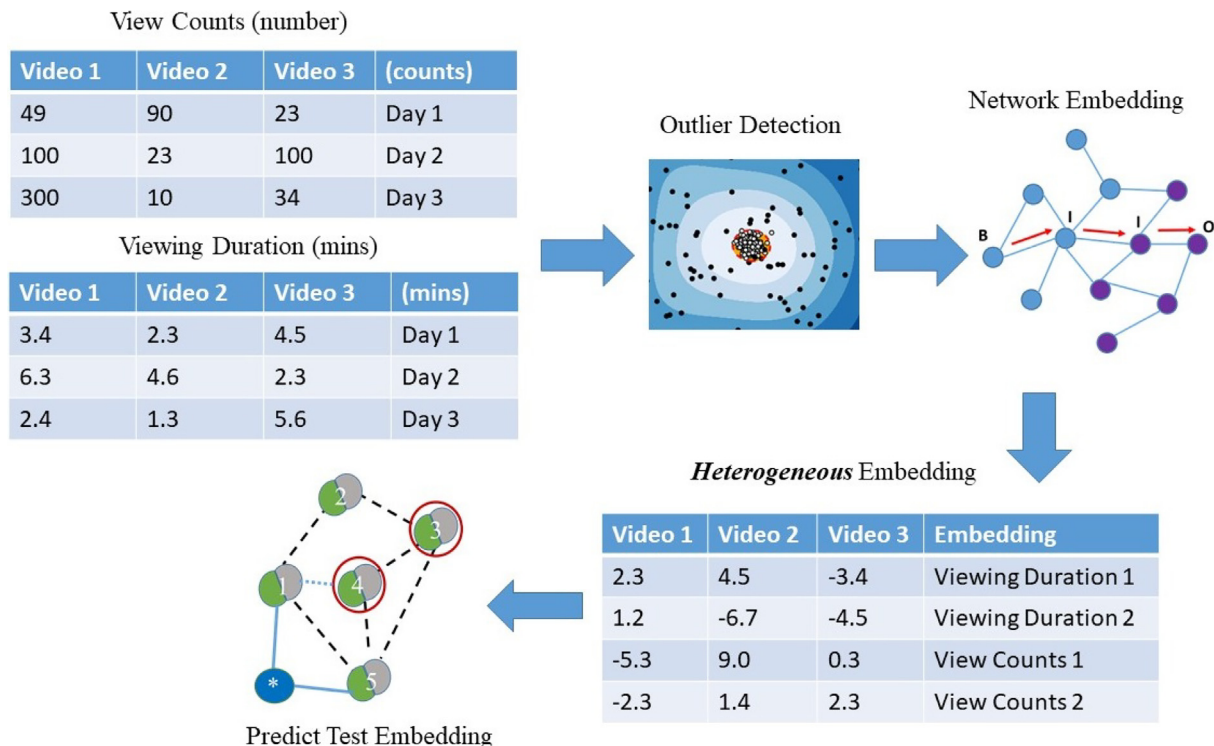 View Counts (number)
Video 1 Video 2 Video 3 (counts)
49 90 23 Day 1
100 23 100 Day 2
300 10 34 Day 3
Viewing Duration (mins)
Video 1 Video 2 Video 3 (mins)
3.4 2.3 4.5 Day 1
6.3 4.6 2.3 Day 2
2.4 1.3 5.6 Day 3
Outlier Detection
Network Embedding
B I I O
Heterogeneous Embedding
Video 1 Video 2 Video 3 Embedding
2.3 4.5 -3.4 Viewing Duration 1
1.2 -6.7 -4.5 Viewing Duration 2
-5.3 9.0 0.3 View Counts 1
-2.3 1.4 2.3 View Counts 2
2
3
1 4
* 5
Predict Test Embedding